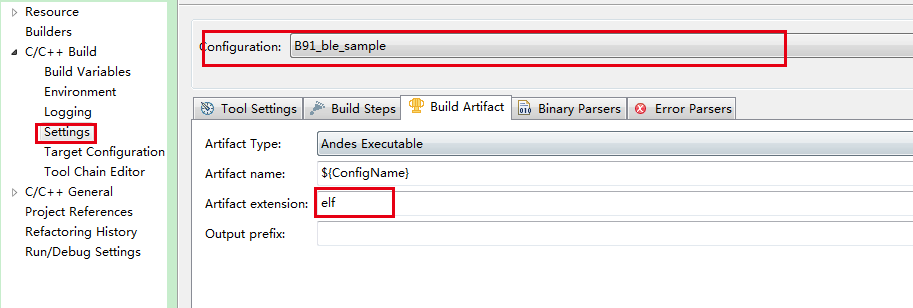 Resource
Builders
C/C++ Build
Build Variables
Environment
Logging
Settings
Target Configuration
Tool Chain Editor
C/C++ General
Project References
Refactoring History
Run/Debug Settings
Configuration: B91_ble_sample
Tool Settings Build Steps Build Artifact 010 Binary Parsers Error Parsers
Artifact Type: Andes Executable
Artifact name: ${ConfigName}
Artifact extension: elf
Output prefix: